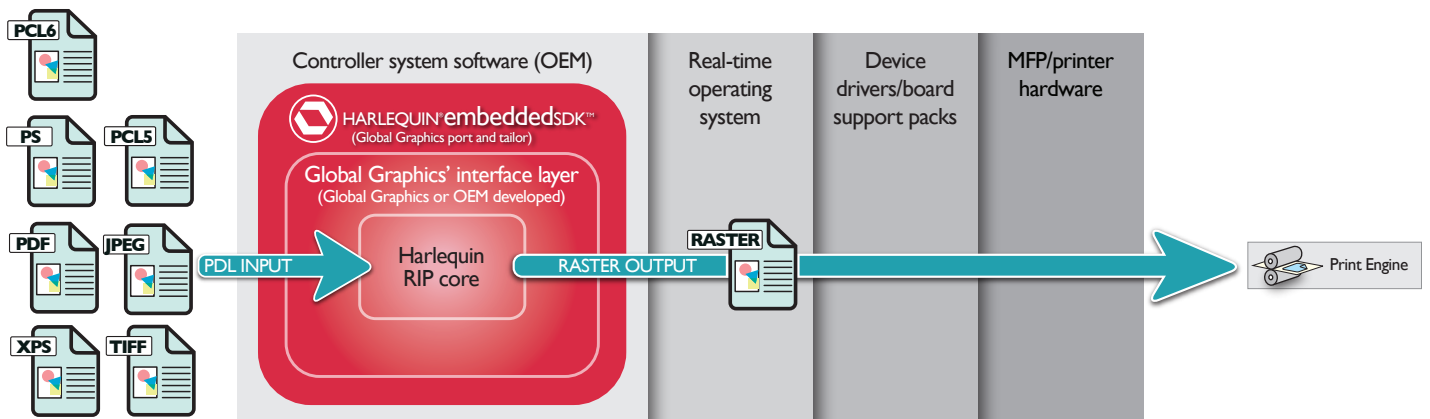 PCL6
PS
PCL5
PDF
JPEG
XPS
TIFF
PDL INPUT
Controller system software (OEM)
HARLEQUIN® embeddedSDK™
(Global Graphics port and tailor)
Global Graphics’ interface layer
(Global Graphics or OEM developed)
Harlequin
RIP core
RASTER OUTPUT
Real-time
operating
system
RASTER
Device
drivers/board
support packs
MFP/printer
hardware
Print Engine